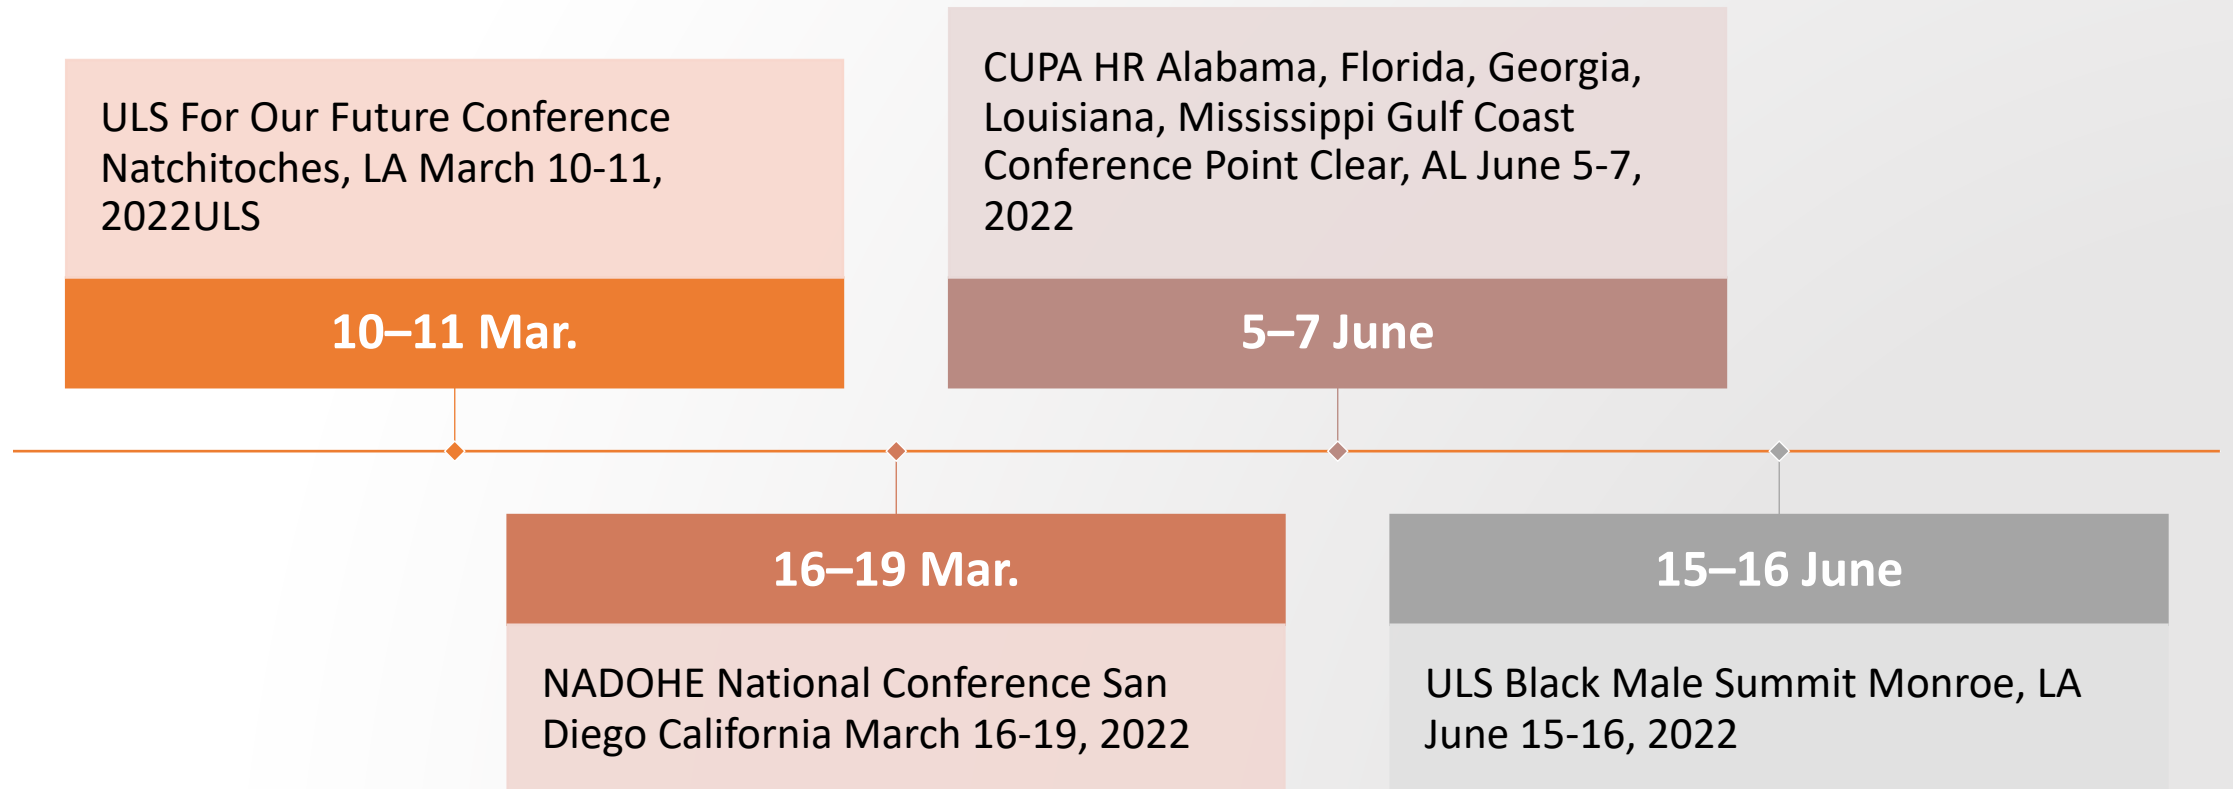 ULS For Our Future Conference
Natchitoches, LA March 10-11,
2022ULS
10–11 Mar.
16–19 Mar.
NADOHE National Conference San
Diego California March 16-19, 2022
CUPA HR Alabama, Florida, Georgia,
Louisiana, Mississippi Gulf Coast
Conference Point Clear, AL June 5-7,
2022
5–7 June
15–16 June
ULS Black Male Summit Monroe, LA
June 15-16, 2022